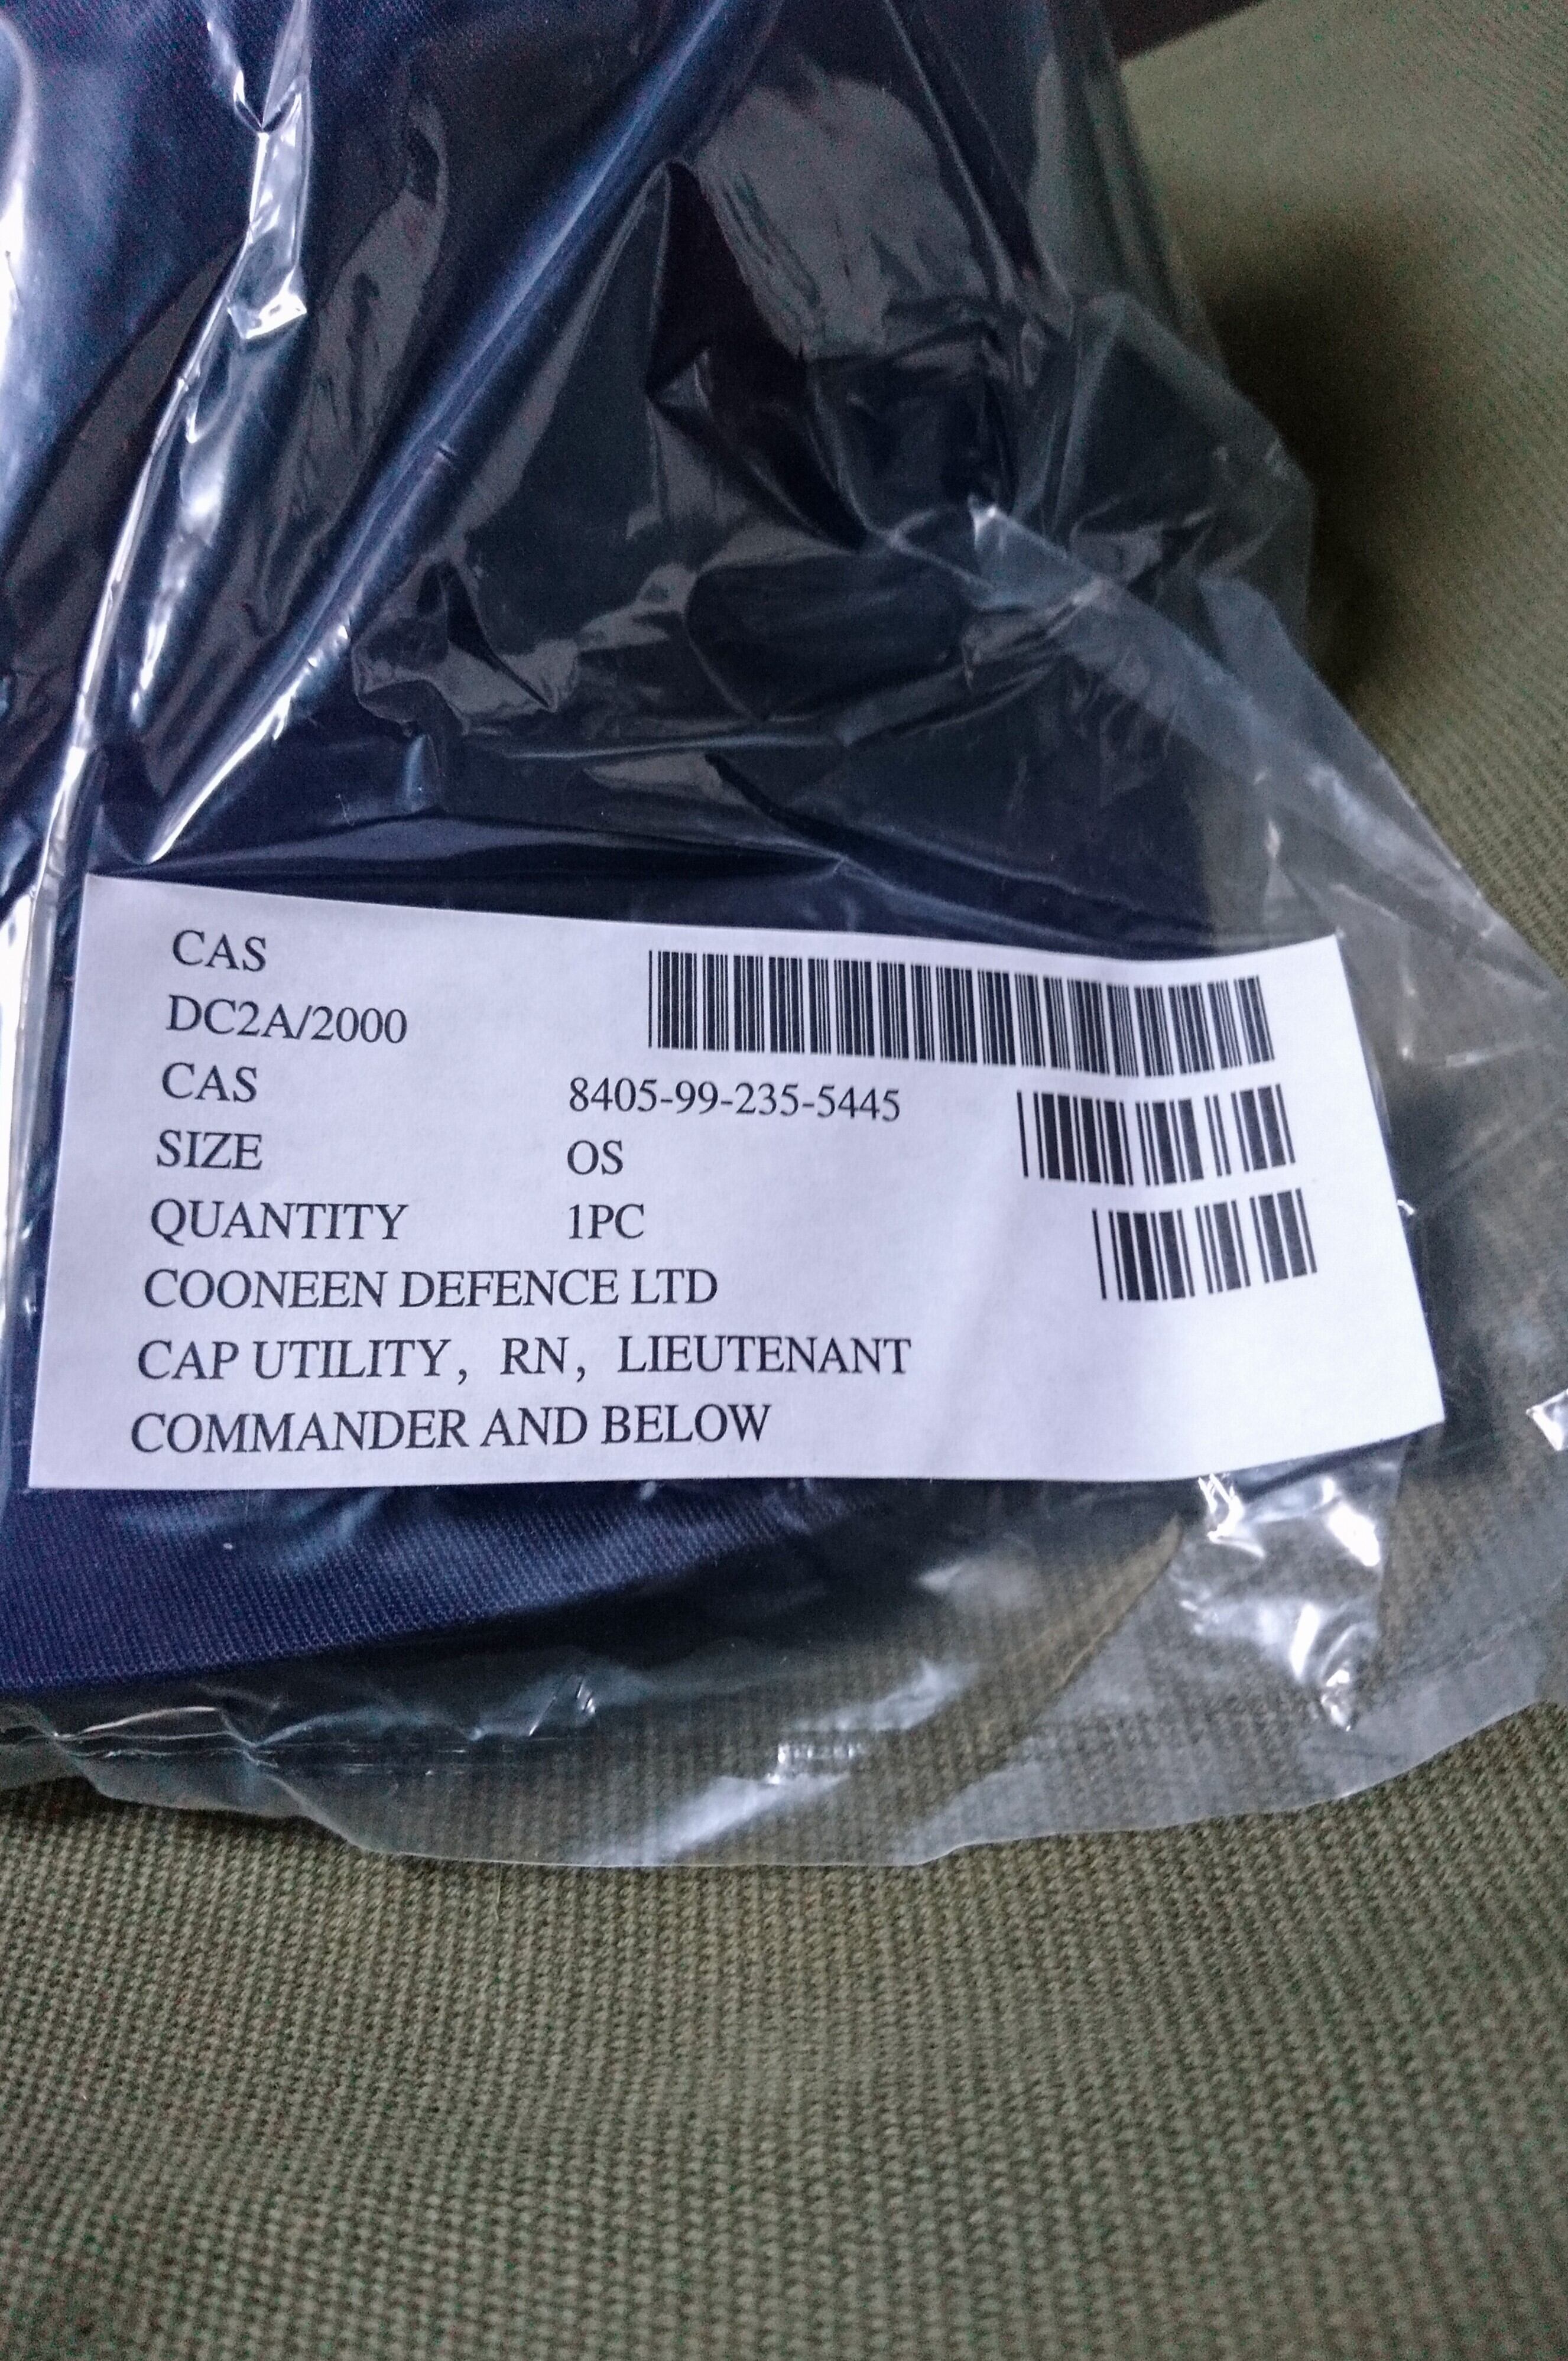 CAS
DC2A/2000
CAS 8405-99-235-5445
SIZE OS
QUANTITY 1PC
COONEEN DEFENCE LTD
CAP UTILITY, RN, LIEUTENANT
COMMANDER AND BELOW